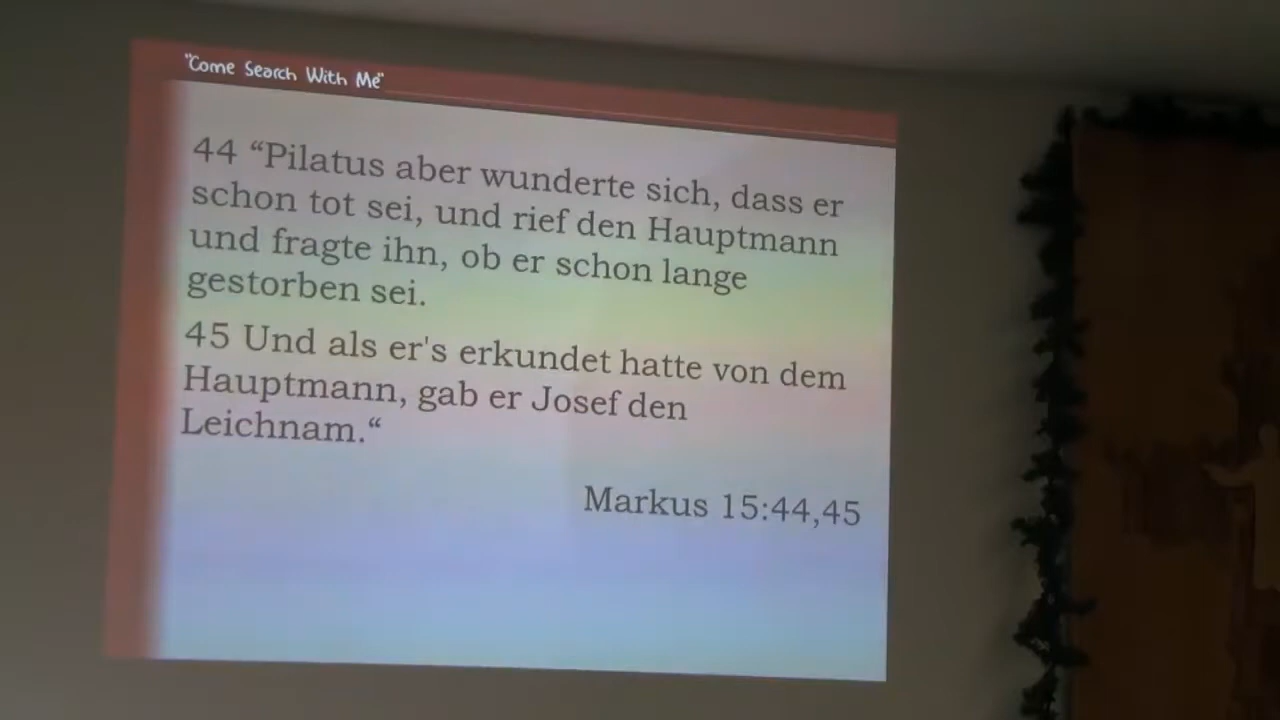 "Come Search With Me"
44 “Pilatus aber wunderte sich, dass er
schon tot sei, und rief den Hauptmann
und fragte ihn, ob er schon lange
gestorben sei.
45 Und als er's erkundet hatte von dem
Hauptmann, gab er Josef den
Leichnam.“
Markus 15:44,45